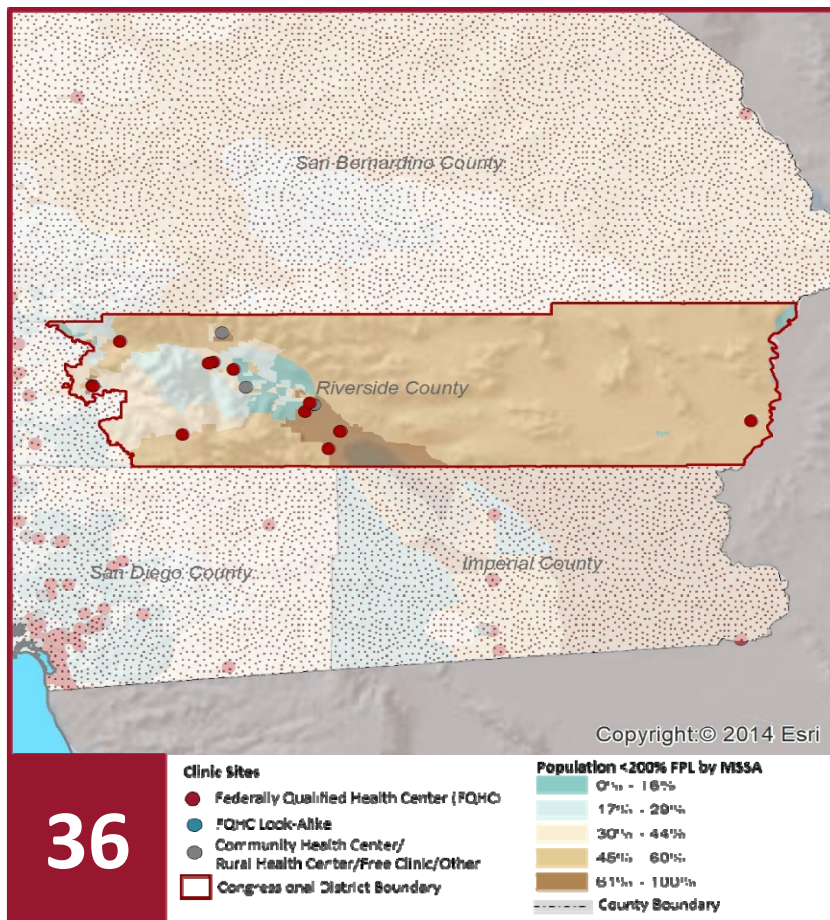 San Bernardino County
Riverside County
San Diego County
Imperial County
Copyright:© 2014 Esri
36
Clinic Sites
Federally Qualified Health Center (FQHC)
FQHC Look-Alike
Community Health Center/
Rural Health Center/Free Clinic/Other
Congressional District Boundary
Population <200% FPL by MSSA
0% - 16%
17% - 29%
30% - 44%
45% - 60%
61% - 100%
County Boundary